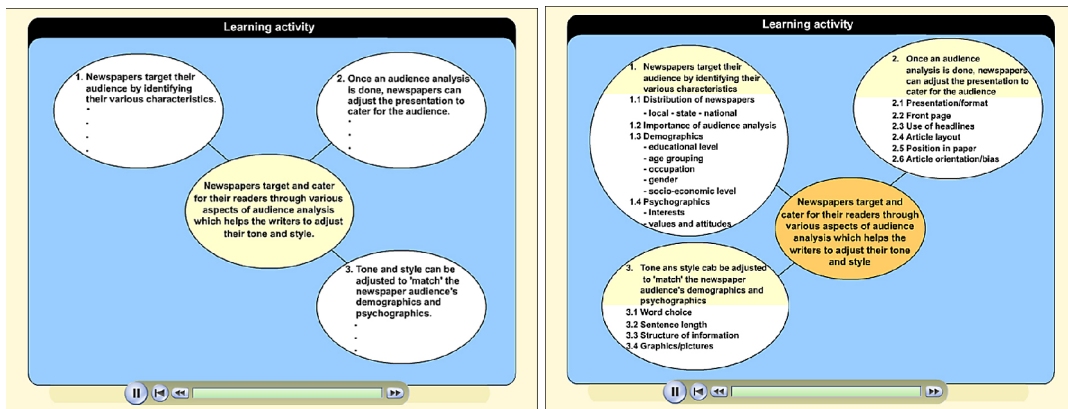 Learning activity
1. Newspapers target their
audience by identifying
their various characteristics.
-
-
-
-
2. Once an audience analysis
is done, newspapers can
adjust the presentation to
cater for the audience.
-
-
-
Newspapers target and cater
for their readers through various
aspects of audience analysis
which helps the writers to adjust
their tone and style.
3. Tone and style can be
adjusted to 'match' the
newspaper audience's
demographics and
psychographics.
-
-
-
Learning activity
1. Newspapers target their
audience by identifying their
various characteristics
1.1 Distribution of newspapers
- local - state - national
1.2 Importance of audience analysis
1.3 Demographics
- educational level
- age grouping
- occupation
- gender
- socio-economic level
1.4 Psychographics
- Interests
- values and attitudes
2. Once an audience
analysis is done, newspapers
can adjust the presentation to
cater for the audience
2.1 Presentation/format
2.2 Front page
2.3 Use of headlines
2.4 Article layout
2.5 Position in paper
2.6 Article orientation/bias
Newspapers target and
cater for their readers through
various aspects of audience
analysis which helps the
writers to adjust their tone
and style
3. Tone ans style cab be adjusted
to 'match' the newspaper
audience's demographics and
psychographics
3.1 Word choice
3.2 Sentence length
3.3 Structure of information
3.4 Graphics/pictures